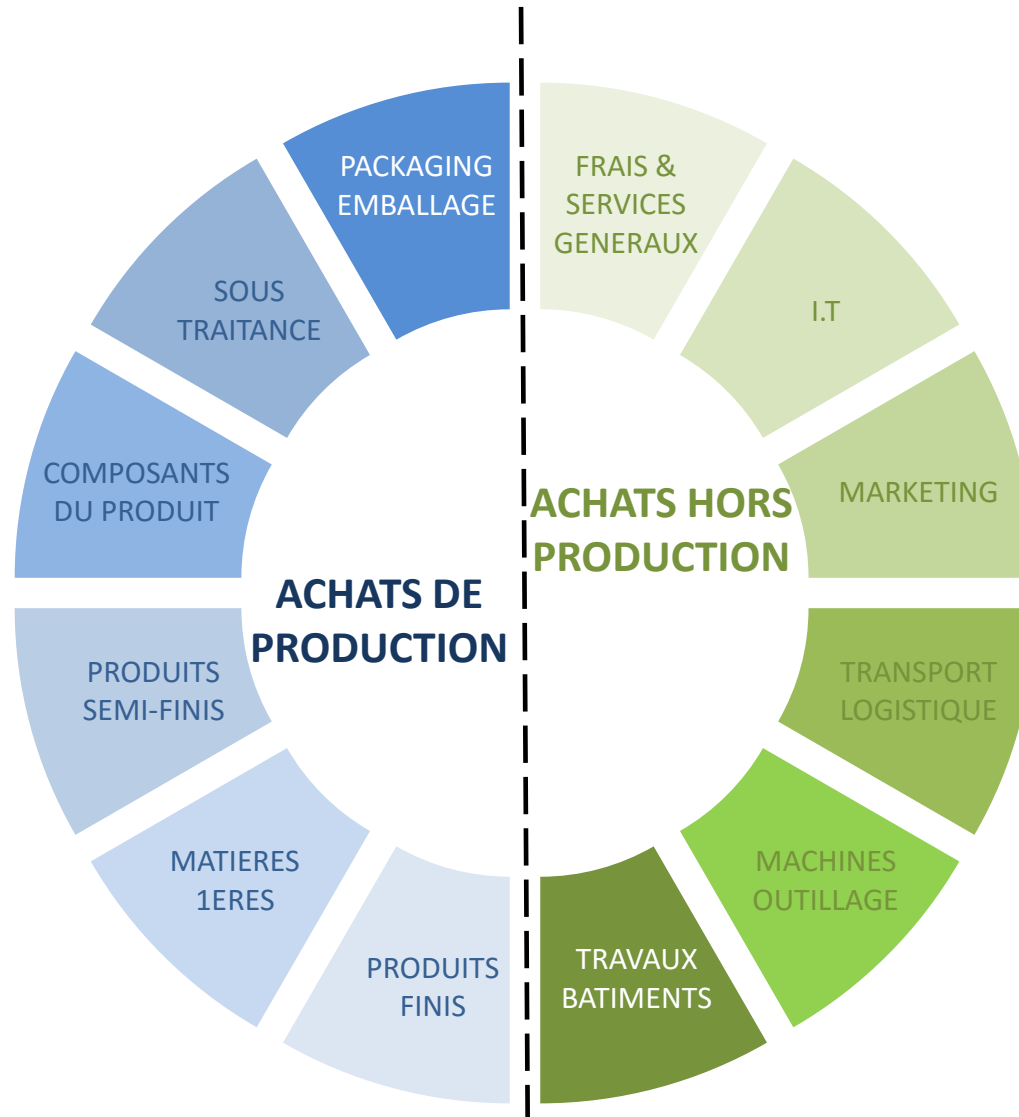 PACKAGING
EMBALLAGE
SOUS
TRAITANCE
COMPOSANTS
DU PRODUIT
PRODUITS
SEMI-FINIS
MATIERES
1ERES
PRODUITS
FINIS
ACHATS DE
PRODUCTION
ACHATS HORS
PRODUCTION
FRAIS &
SERVICES
GENERAUX
I.T
MARKETING
TRANSPORT
LOGISTIQUE
MACHINES
OUTILLAGE
TRAVAUX
BATIMENTS